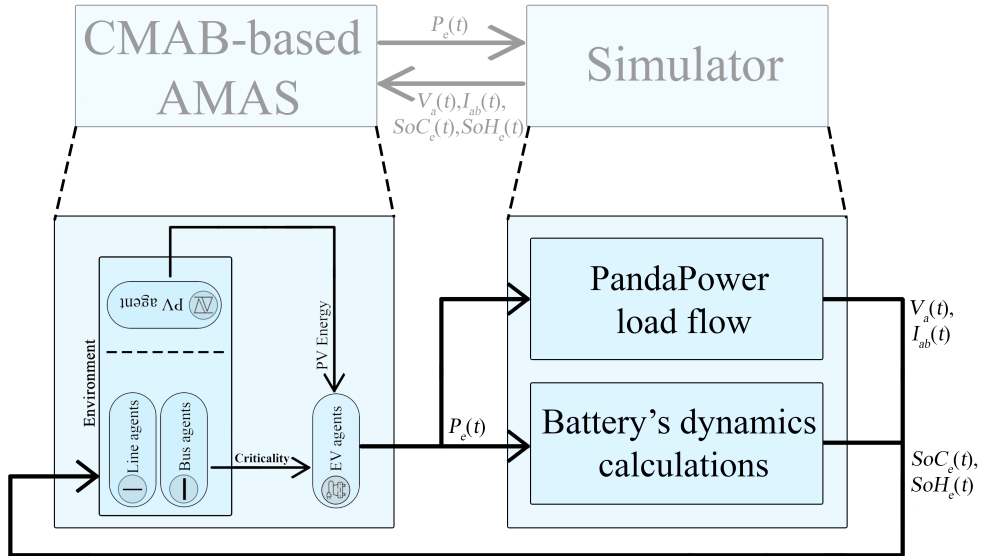 CMAB-based
AMAS
P_e(t)
V_a(t),I_ab(t),
SoC_e(t),SoH_e(t)
Simulator
Environment
PV agent
Line agents
Bus agents
Criticality
PV Energy
EV agents
P_e(t)
PandaPower
load flow
Battery’s dynamics
calculations
V_a(t),
I_ab(t)
SoC_e(t),
SoH_e(t)